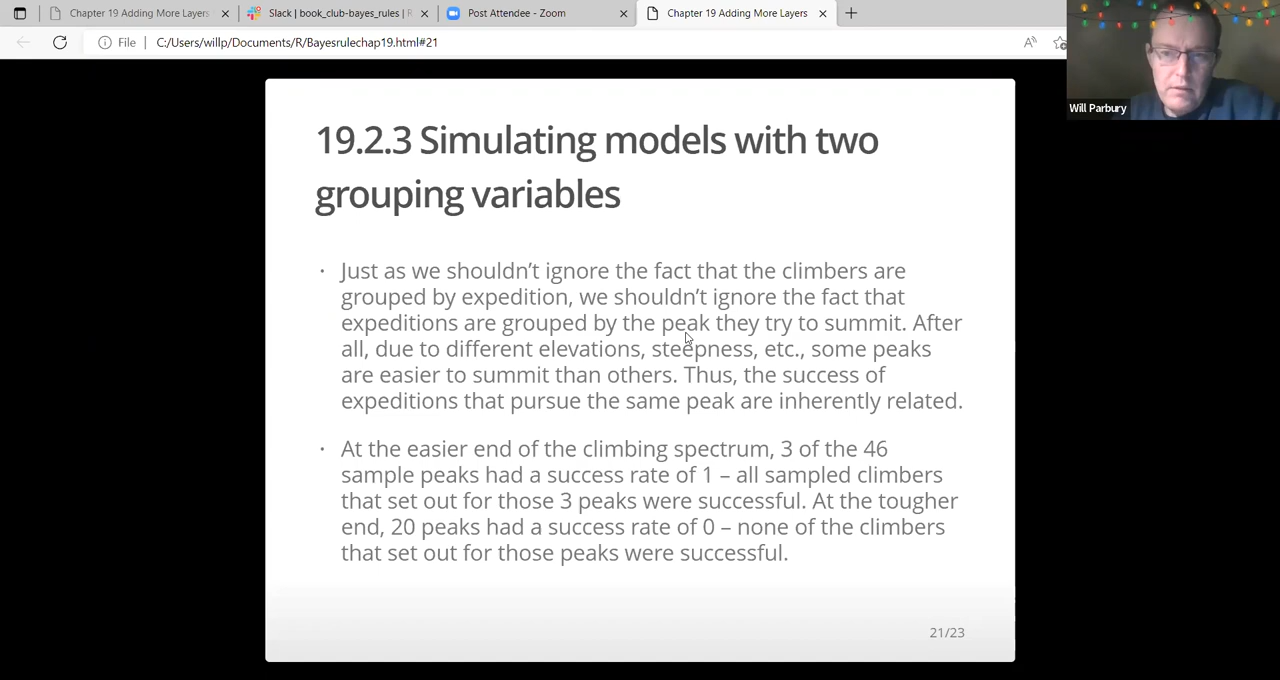 Chapter 19 Adding More Layers
Slack | book_club-bayes_rules | R
Post Attendee - Zoom
Chapter 19 Adding More Layers
File
C:/Users/willp/Documents/R/Bayesrulechap19.html#21
Will Parbury
19.2.3 Simulating models with two
grouping variables
· Just as we shouldn’t ignore the fact that the climbers are
grouped by expedition, we shouldn’t ignore the fact that
expeditions are grouped by the peak they try to summit. After
all, due to different elevations, steepness, etc., some peaks
are easier to summit than others. Thus, the success of
expeditions that pursue the same peak are inherently related.
· At the easier end of the climbing spectrum, 3 of the 46
sample peaks had a success rate of 1 – all sampled climbers
that set out for those 3 peaks were successful. At the tougher
end, 20 peaks had a success rate of 0 – none of the climbers
that set out for those peaks were successful.
21/23